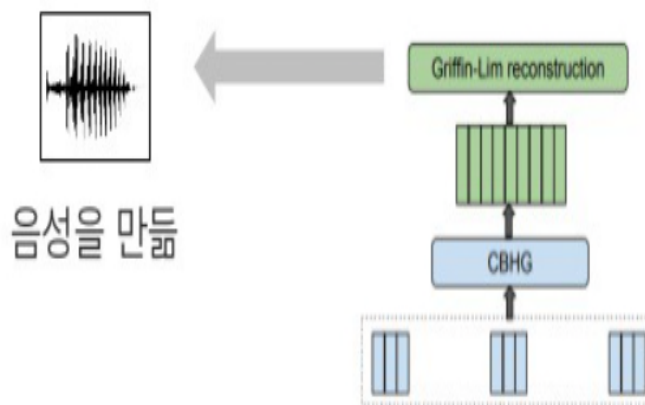 Griffin-Lim reconstruction
음성을 만듦
CBHG